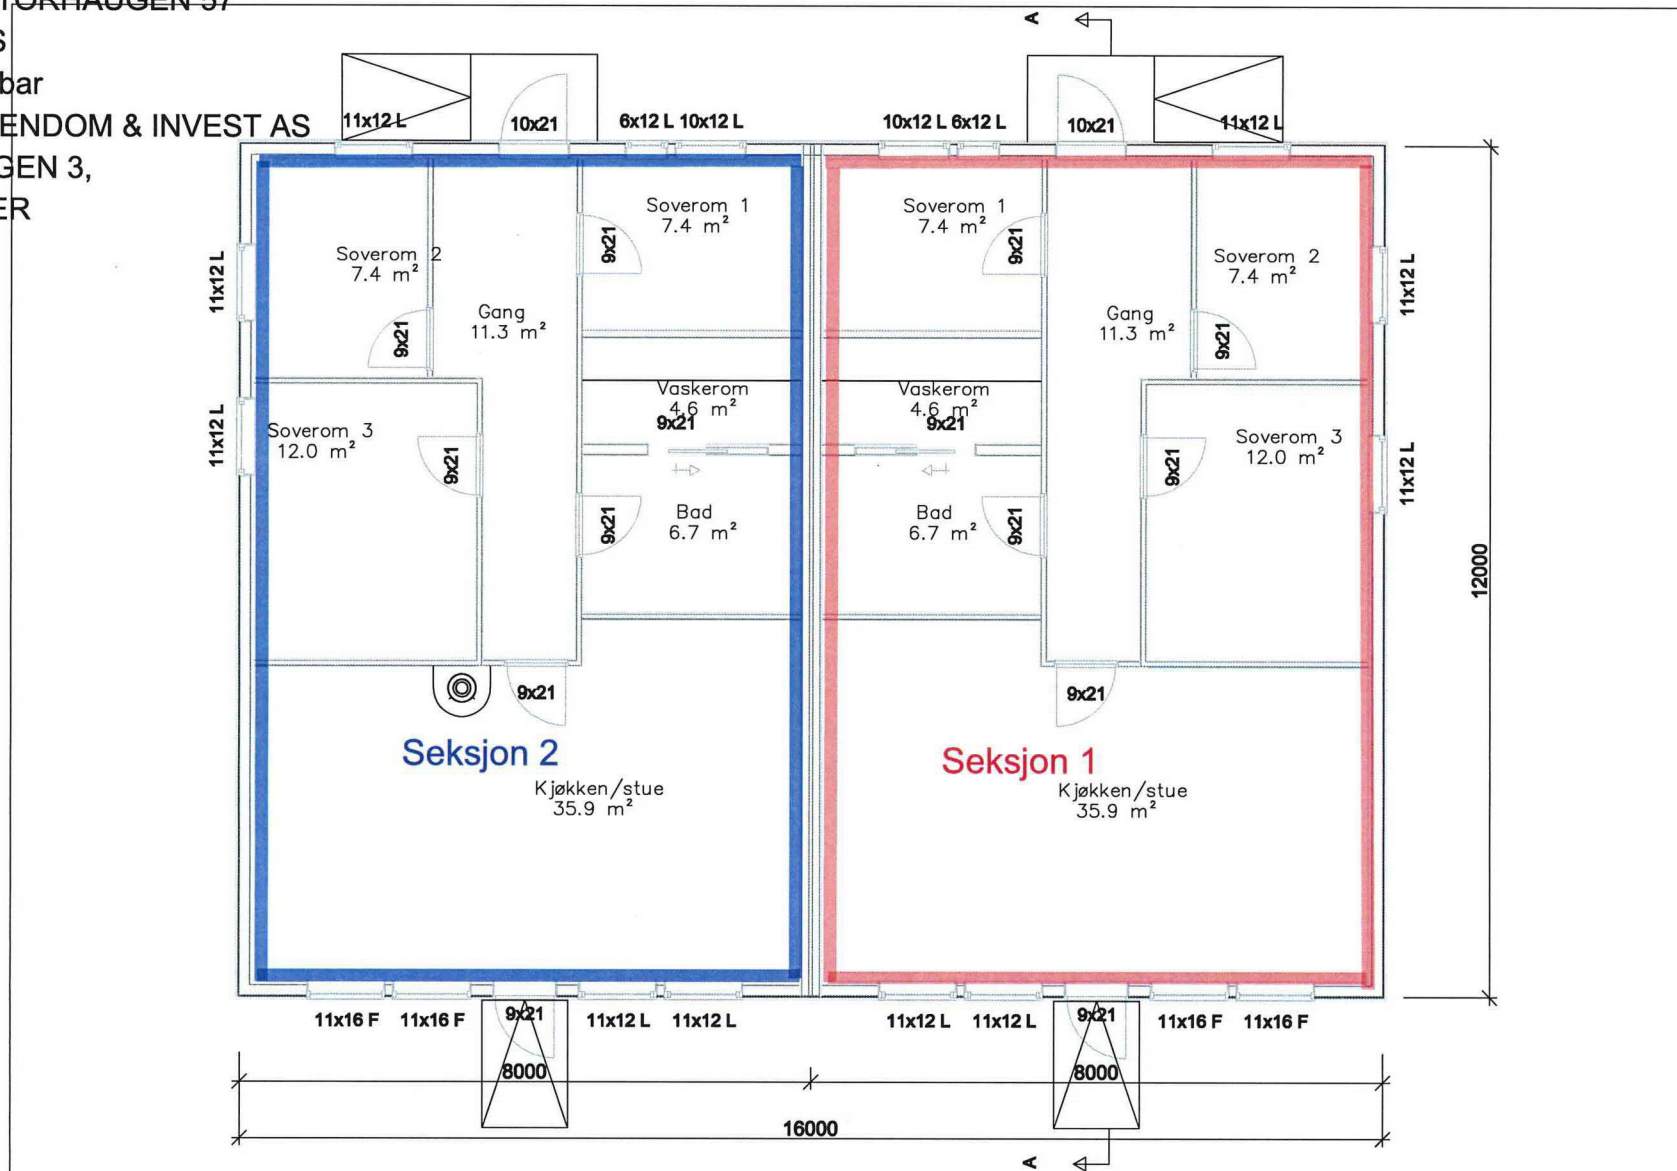 TORHAUGEN 57
S
bar
ENDOM & INVEST AS
GEN 3,
ER
A
11x12 L
10x21
6x12 L 10x12 L
10x12 L 6x12 L
10x21
11x12 L
Soverom 1
7.4 m²
Soverom 1
7.4 m²
9x21
9x21
Soverom 2
7.4 m²
Soverom 2
7.4 m²
11x12 L
11x12 L
Gang
11.3 m²
Gang
11.3 m²
9x21
9x21
Vaskerom
4.6 m²
9x21
Vaskerom
4.6 m²
9x21
11x12 L
11x12 L
Soverom 3
12.0 m²
Soverom 3
12.0 m²
9x21
9x21
Bad
6.7 m²
Bad
6.7 m²
9x21
9x21
12000
9x21
9x21
Seksjon 2
Seksjon 1
Kjøkken/stue
35.9 m²
Kjøkken/stue
35.9 m²
11x16 F
11x16 F
9x21
11x12 L
11x12 L
11x12 L
11x12 L
9x21
11x16 F
11x16 F
8000
8000
16000
A